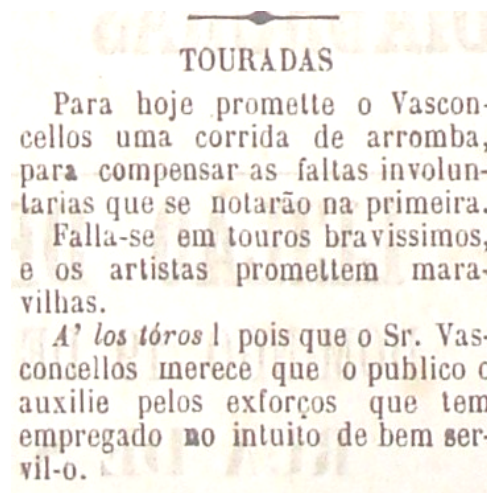 TOURADAS
Para hoje promette o Vascon-
cellos uma corrida de arromba,
para compensar as faltas involun-
tarias que se notarão na primeira.
Falla-se em touros bravissimos,
e os artistas promettem mara-
vilhas.
A' los tóros ! pois que o Sr. Vas-
concellos merece que o publico o
auxilie pelos exforços que tem
empregado no intuito de bem ser-
vil-o.